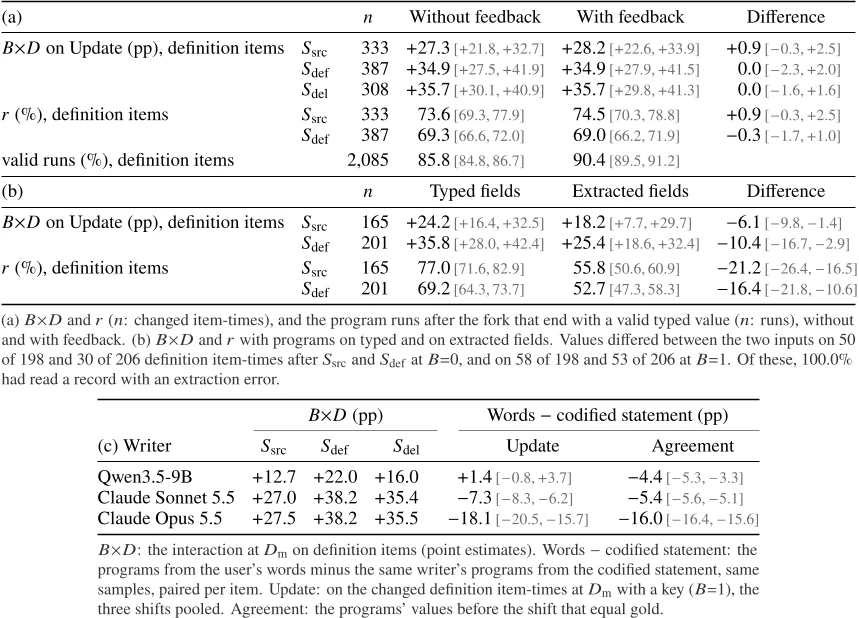 (a) n Without feedback With feedback Difference
B×D on Update (pp), definition items S_src 333 +27.3 [+21.8, +32.7] +28.2 [+22.6, +33.9] +0.9 [−0.3, +2.5]
S_def 387 +34.9 [+27.5, +41.9] +34.9 [+27.9, +41.5] 0.0 [−2.3, +2.0]
S_del 308 +35.7 [+30.1, +40.9] +35.7 [+29.8, +41.3] 0.0 [−1.6, +1.6]
r (%), definition items S_src 333 73.6 [69.3, 77.9] 74.5 [70.3, 78.8] +0.9 [−0.3, +2.5]
S_def 387 69.3 [66.6, 72.0] 69.0 [66.2, 71.9] −0.3 [−1.7, +1.0]
valid runs (%), definition items 2,085 85.8 [84.8, 86.7] 90.4 [89.5, 91.2]
(b) n Typed fields Extracted fields Difference
B×D on Update (pp), definition items S_src 165 +24.2 [+16.4, +32.5] +18.2 [+7.7, +29.7] −6.1 [−9.8, −1.4]
S_def 201 +35.8 [+28.0, +42.4] +25.4 [+18.6, +32.4] −10.4 [−16.7, −2.9]
r (%), definition items S_src 165 77.0 [71.6, 82.9] 55.8 [50.6, 60.9] −21.2 [−26.4, −16.5]
S_def 201 69.2 [64.3, 73.7] 52.7 [47.3, 58.3] −16.4 [−21.8, −10.6]
(a) B×D and r (n: changed item-times), and the program runs after the fork that end with a valid typed value (n: runs), without
and with feedback. (b) B×D and r with programs on typed and on extracted fields. Values differed between the two inputs on 50
of 198 and 30 of 206 definition item-times after S_src and S_def at B=0, and on 58 of 198 and 53 of 206 at B=1. Of these, 100.0%
had read a record with an extraction error.
B×D (pp) Words − codified statement (pp)
(c) Writer S_src S_def S_del Update Agreement
Qwen3.5-9B +12.7 +22.0 +16.0 +1.4 [−0.8, +3.7] −4.4 [−5.3, −3.3]
Claude Sonnet 5.5 +27.0 +38.2 +35.4 −7.3 [−8.3, −6.2] −5.4 [−5.6, −5.1]
Claude Opus 5.5 +27.5 +38.2 +35.5 −18.1 [−20.5, −15.7] −16.0 [−16.4, −15.6]
B×D: the interaction at D_m on definition items (point estimates). Words − codified statement: the
programs from the user's words minus the same writer's programs from the codified statement, same
samples, paired per item. Update: on the changed definition item-times at D_m with a key (B=1), the
three shifts pooled. Agreement: the programs' values before the shift that equal gold.